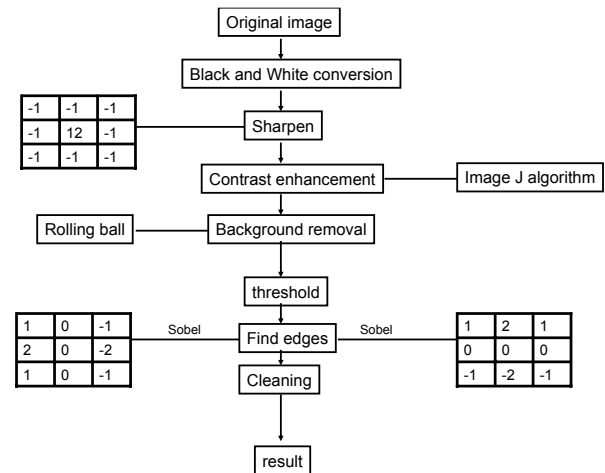 Original image
Black and White conversion
-1 -1 -1
-1 12 -1
-1 -1 -1
Sharpen
Contrast enhancement
Image J algorithm
Rolling ball
Background removal
threshold
1 0 -1
2 0 -2
1 0 -1
Sobel
Find edges
Sobel
1 2 1
0 0 0
-1 -2 -1
Cleaning
result